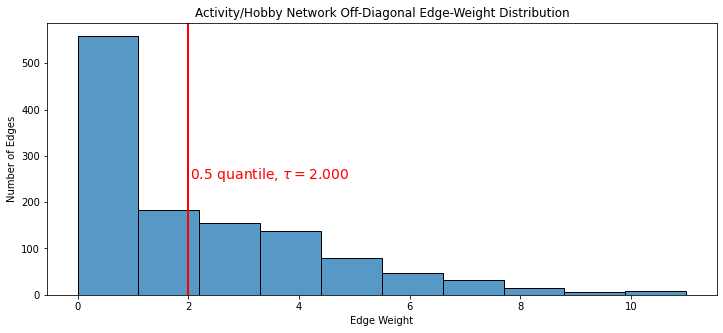 Activity/Hobby Network Off-Diagonal Edge-Weight Distribution
Number of Edges
500
400
300
200
100
0
0.5 quantile, τ = 2.000
0 2 4 6 8 10
Edge Weight